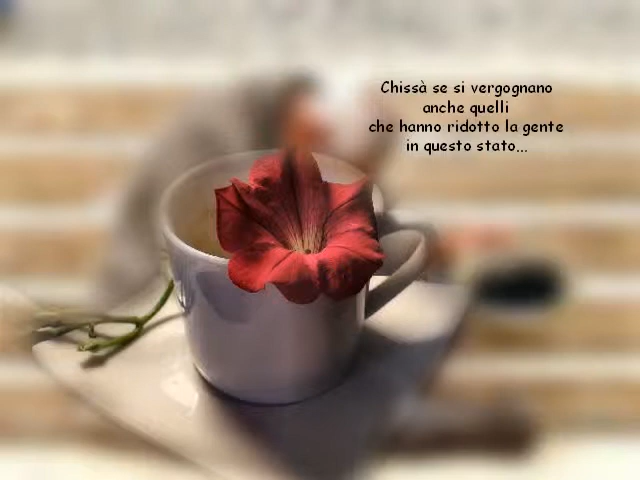 Chissà se si vergognano
anche quelli
che hanno ridotto la gente
in questo stato...